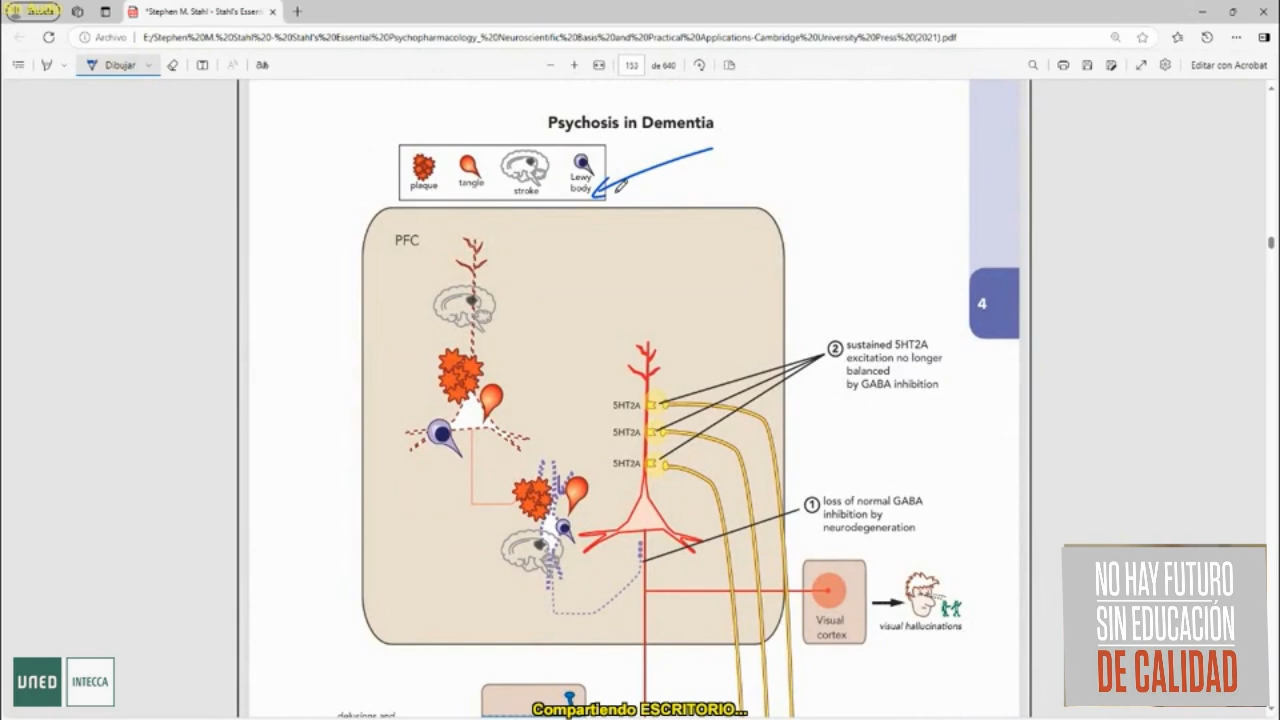 *Stephen M. Stahl - Stahl's Essen
Archivo
E:/Stephen%20M.%20Stahl%20-%20Stahl's%20Essential%20Psychopharmacology_%20Neuroscientific%20Basis%20and%20Practical%20Applications-Cambridge%20University%20Press%20(2021).pdf
Dibujar
153 de 640
Editar con Acrobat
Psychosis in Dementia
plaque
tangle
stroke
Lewy
body
PFC
4
2 sustained 5HT2A
excitation no longer
balanced
by GABA inhibition
5HT2A
5HT2A
5HT2A
1 loss of normal GABA
inhibition by
neurodegeneration
Visual
cortex
visual hallucinations
NO HAY FUTURO
SIN EDUCACIÓN
DE CALIDAD
UNED
INTECCA
Compartiendo ESCRITORIO...